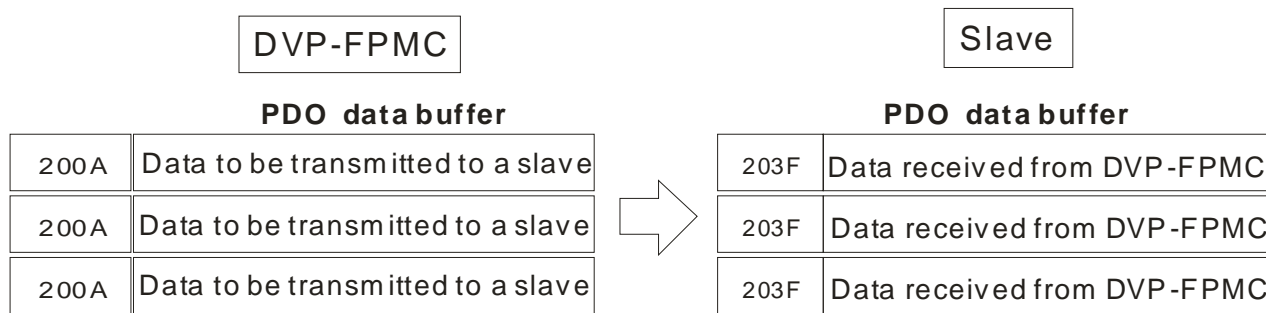 DVP-FPMC
Slave
PDO data buffer
PDO data buffer
200A Data to be transmitted to a slave
203F Data received from DVP-FPMC
200A Data to be transmitted to a slave
203F Data received from DVP-FPMC
200A Data to be transmitted to a slave
203F Data received from DVP-FPMC